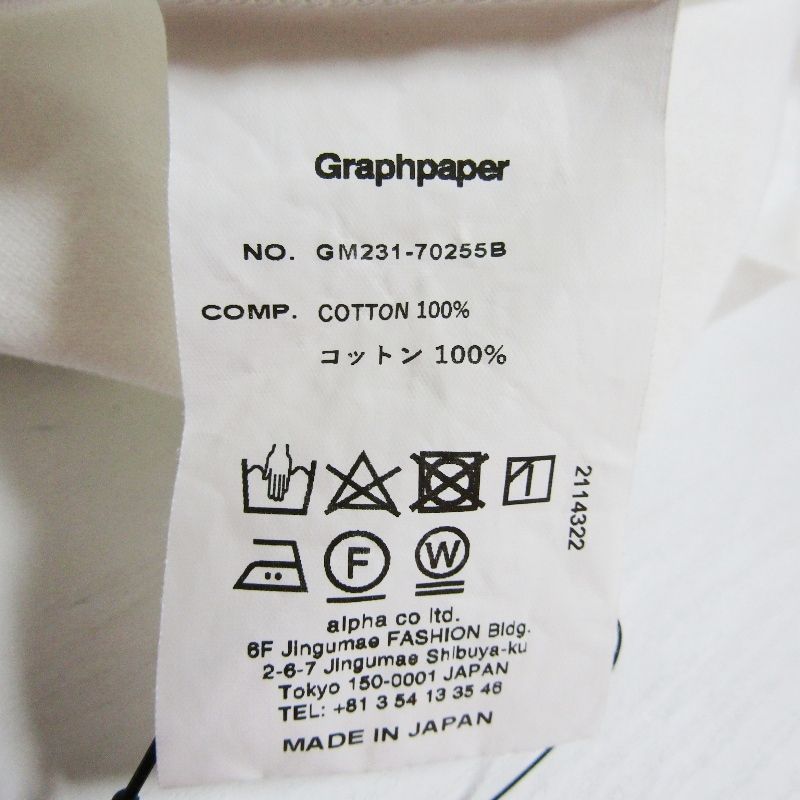 Graphpaper
NO. GM231-70255B
COMP. COTTON 100%
コットン 100%
2114322
F W
alpha co ltd.
6F Jingumae FASHION Bldg.
2-6-7 Jingumae Shibuya-ku
Tokyo 150-0001 JAPAN
TEL: +81 3 54 13 35 46
MADE IN JAPAN